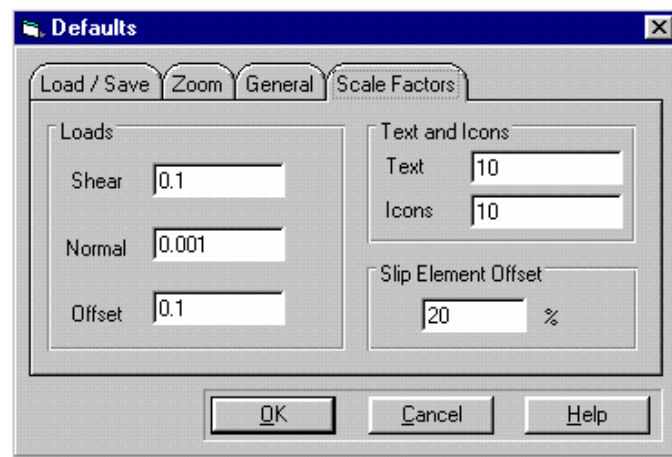 Defaults
Load / Save Zoom General Scale Factors
Loads
Shear 0.1
Normal 0.001
Offset 0.1
Text and Icons
Text 10
Icons 10
Slip Element Offset
20 %
OK Cancel Help